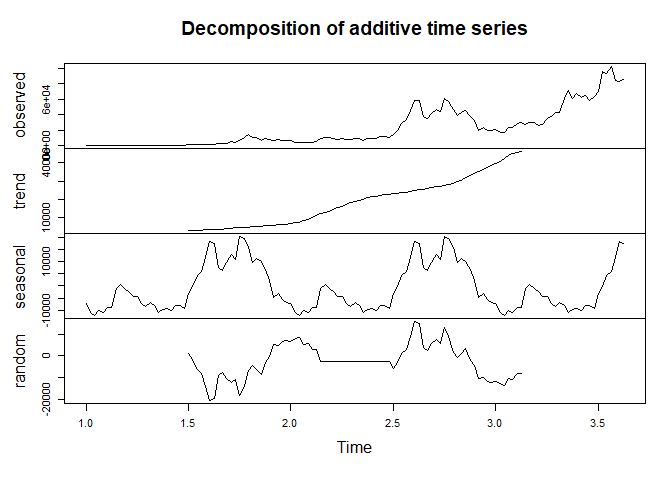 Decomposition of additive time series
observed
0e+00 6e+04
trend
10000 40000
seasonal
-10000 10000
random
-20000 0
1.0 1.5 2.0 2.5 3.0 3.5
Time